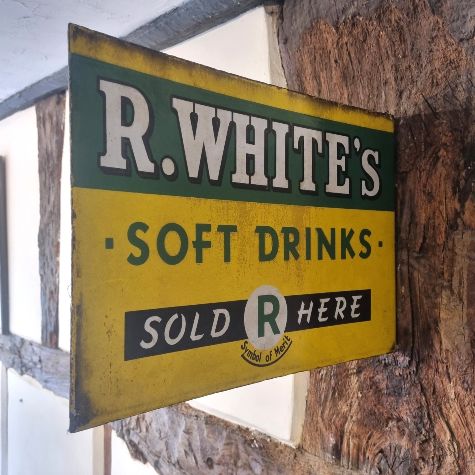 R.WHITE'S
·SOFT DRINKS·
SOLD R HERE
Symbol of Merit